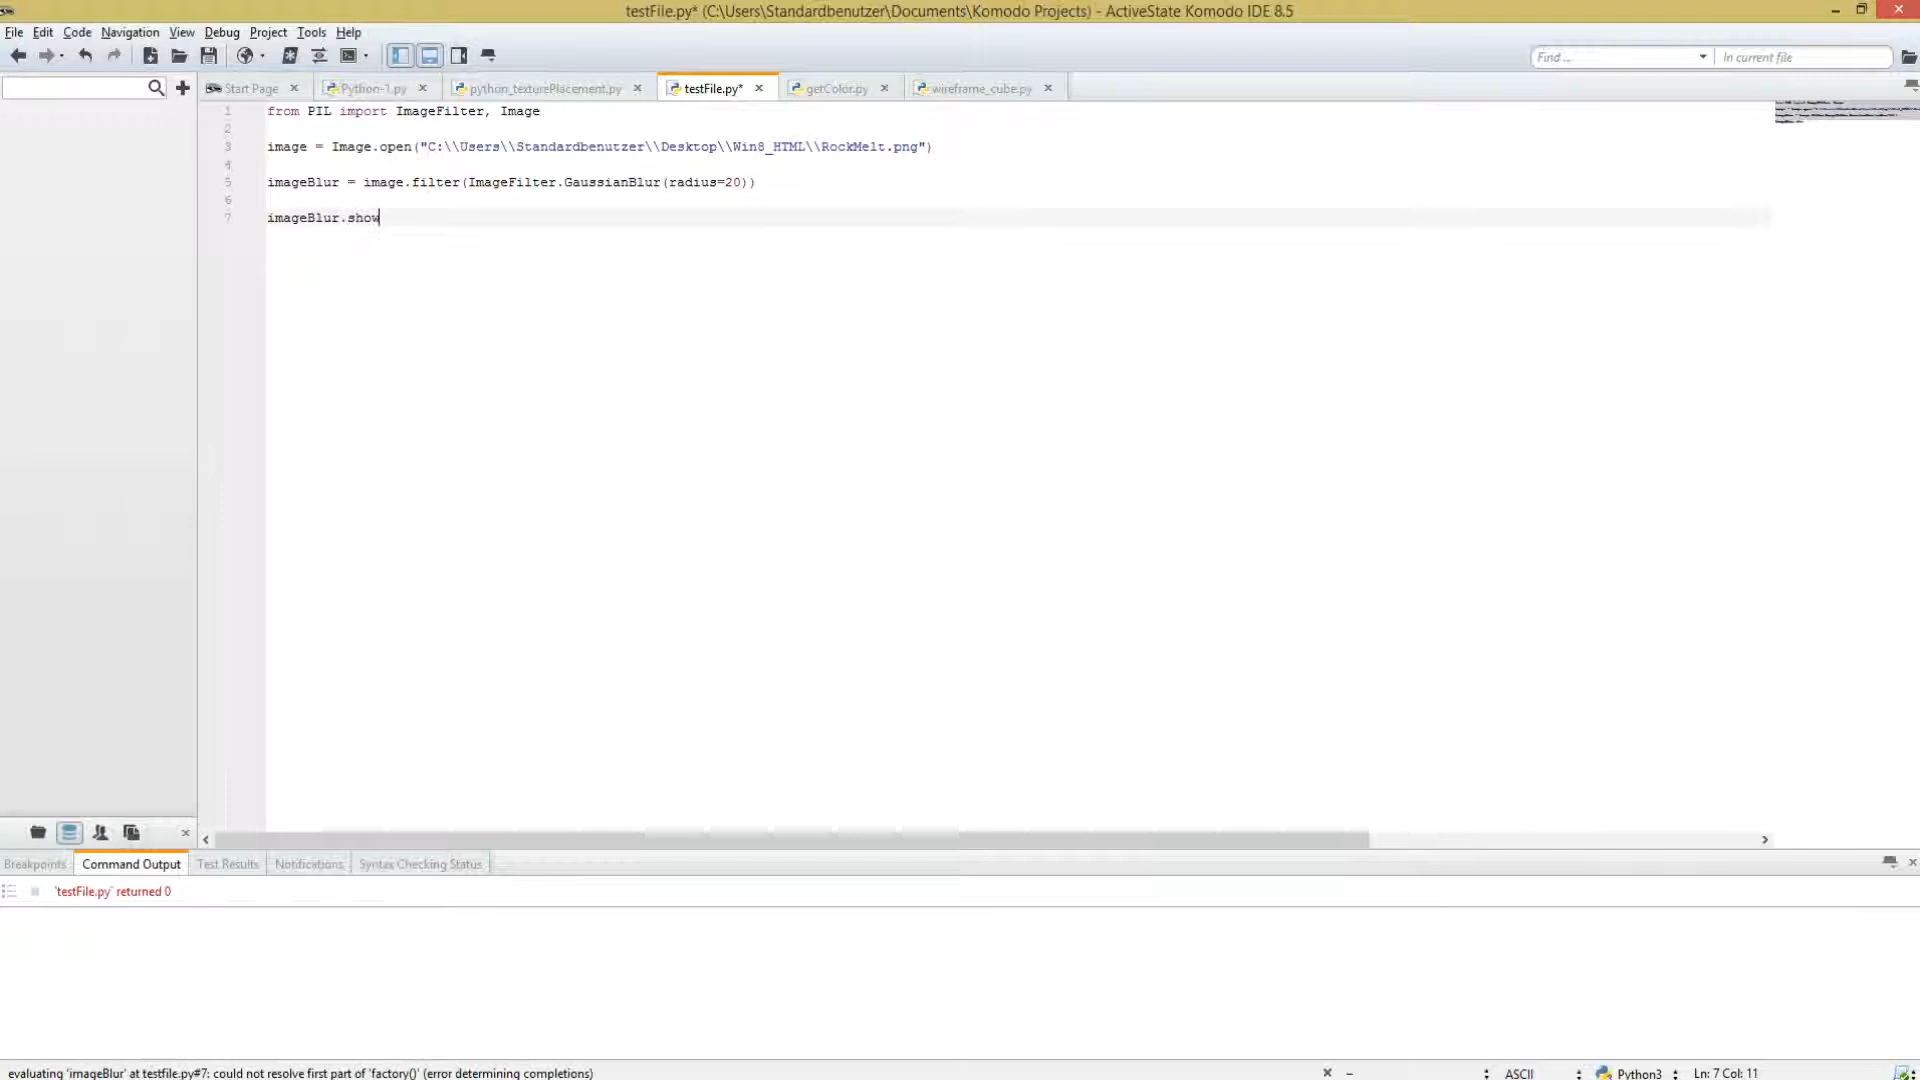 testFile.py* (C:\Users\Standardbenutzer\Documents\Komodo Projects) - ActiveState Komodo IDE 8.5
File Edit Code Navigation View Debug Project Tools Help
Find ... In current file
Start Page Python-1.py python_texturePlacement.py testFile.py* getColor.py wireframe_cube.py
1 from PIL import ImageFilter, Image
2
3 image = Image.open("C:\\Users\\Standardbenutzer\\Desktop\\Win8_HTML\\RockMelt.png")
4
5 imageBlur = image.filter(ImageFilter.GaussianBlur(radius=20))
6
7 imageBlur.show
Breakpoints Command Output Test Results Notifications Syntax Checking Status
`testFile.py` returned 0
evaluating 'imageBlur' at testfile.py#7: could not resolve first part of 'factory()' (error determining completions) ASCII Python3 Ln: 7 Col: 11